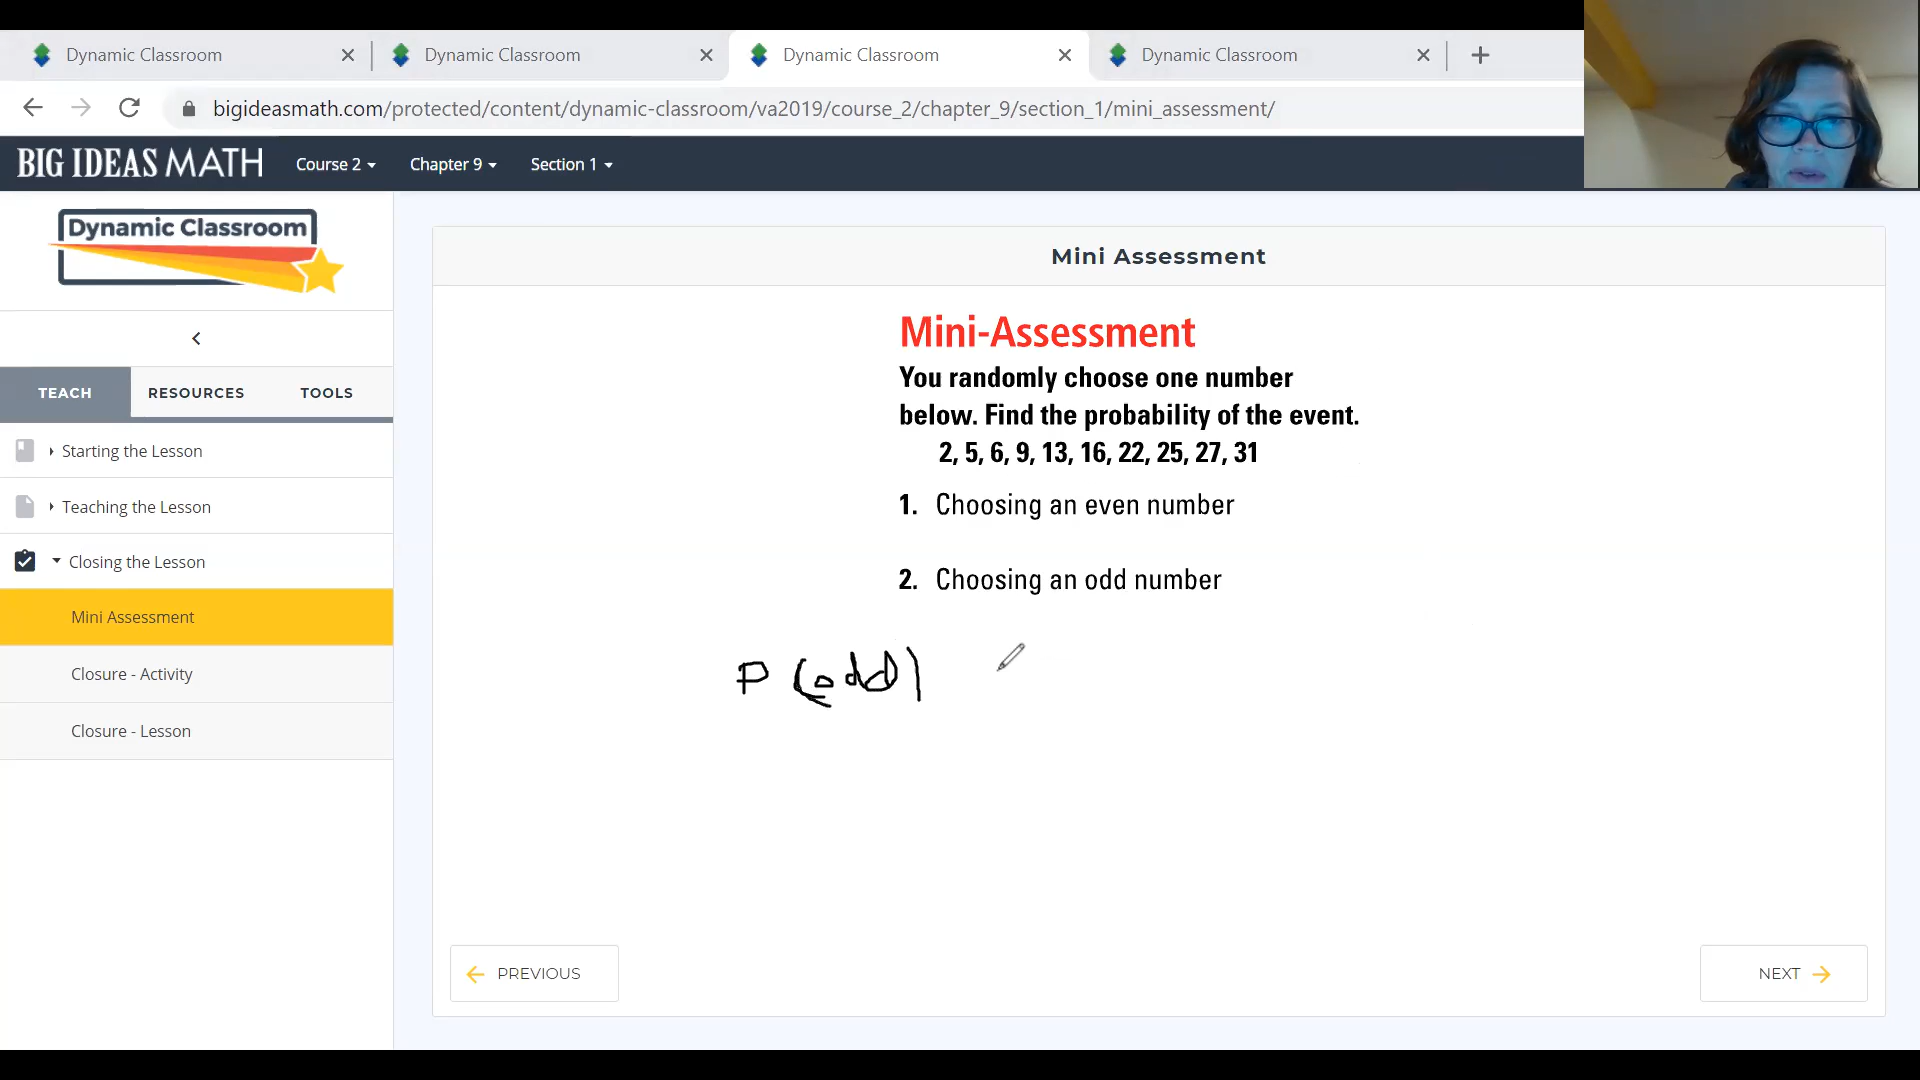 Dynamic Classroom
Dynamic Classroom
Dynamic Classroom
Dynamic Classroom
bigideasmath.com/protected/content/dynamic-classroom/va2019/course_2/chapter_9/section_1/mini_assessment/
BIG IDEAS MATH
Course 2
Chapter 9
Section 1
Dynamic Classroom
TEACH
RESOURCES
TOOLS
Starting the Lesson
Teaching the Lesson
Closing the Lesson
Mini Assessment
Closure - Activity
Closure - Lesson
Mini Assessment
Mini-Assessment
You randomly choose one number
below. Find the probability of the event.
2, 5, 6, 9, 13, 16, 22, 25, 27, 31
1. Choosing an even number
2. Choosing an odd number
P (odd)
PREVIOUS
NEXT